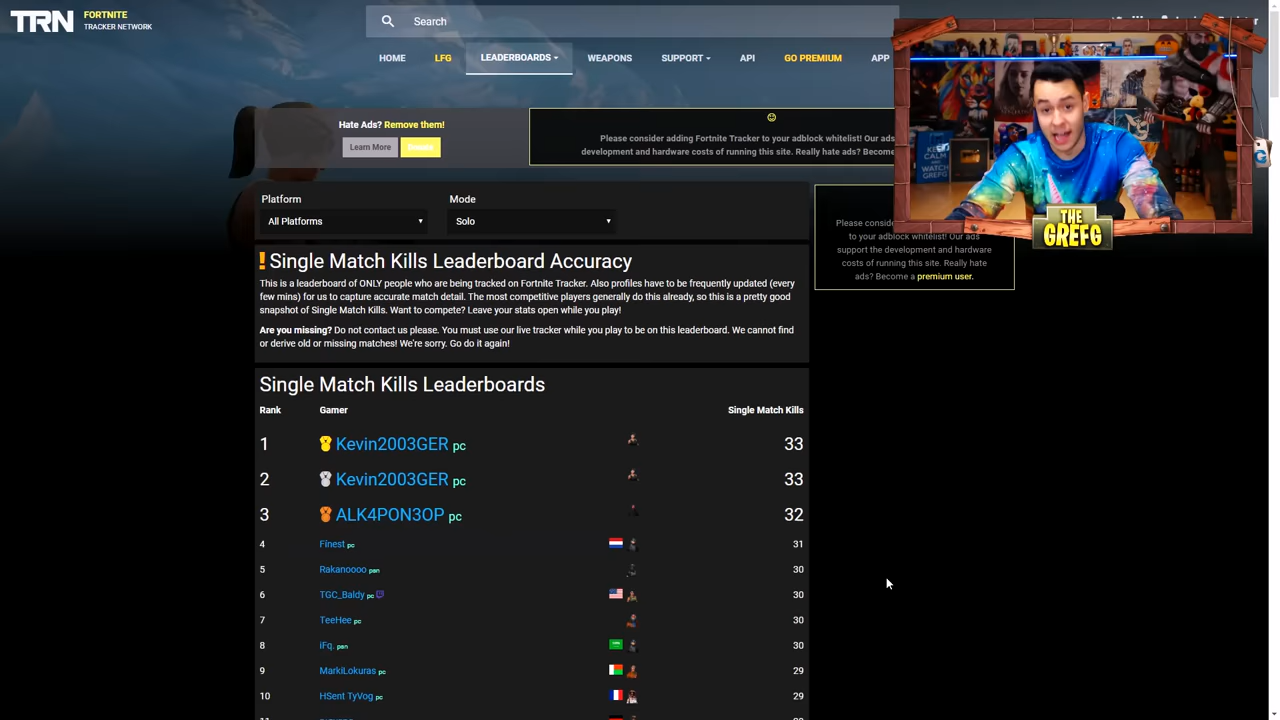 TRN
FORTNITE
TRACKER NETWORK
Search
HOME
LFG
LEADERBOARDS
WEAPONS
SUPPORT
API
GO PREMIUM
APP
Hate Ads? Remove them!
Learn More
Please consider adding Fortnite Tracker to your adblock whitelist! Our ads
development and hardware costs of running this site. Really hate ads? Become
KEEP
CALM
AND
WATCH
GREFG
THE
GREFG
Platform
Mode
All Platforms
Solo
Please
to your adblock whitelist! Our ads
support the development and hardware
costs of running this site. Really hate
ads? Become a premium user.
! Single Match Kills Leaderboard Accuracy
This is a leaderboard of ONLY people who are being tracked on Fortnite Tracker. Also profiles have to be frequently updated (every
few mins) for us to capture accurate match detail. The most competitive players generally do this already, so this is a pretty good
snapshot of Single Match Kills. Want to compete? Leave your stats open while you play!
Are you missing? Do not contact us please. You must use our live tracker while you play to be on this leaderboard. We cannot find
or derive old or missing matches! We're sorry. Go do it again!
Single Match Kills Leaderboards
Rank Gamer Single Match Kills
1 Kevin2003GER pc 33
2 Kevin2003GER pc 33
3 ALK4PON3OP pc 32
4 Finest pc 31
5 Rakanoooo psn 30
6 TGC_Baldy pc 30
7 TeeHee pc 30
8 iFq. psn 30
9 MarkiLokuras pc 29
10 HSent TyVog pc 29